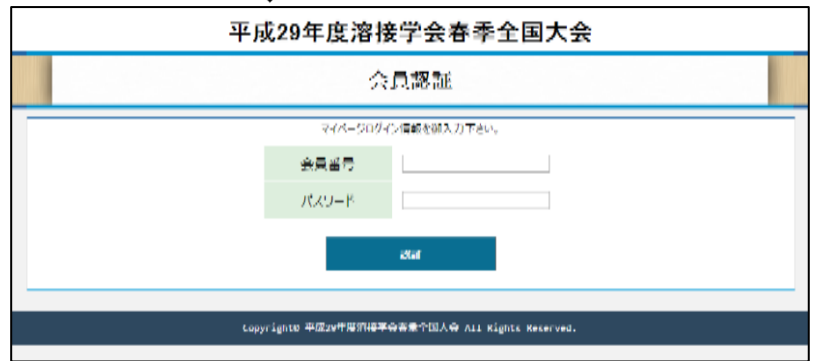 平成29年度溶接学会春季全国大会
会員認証
マイページログイン情報を御入力下さい。
会員番号
パスワード
認証
Copyright© 平成29年度溶接学会春季全国大会 All Rights Reserved.